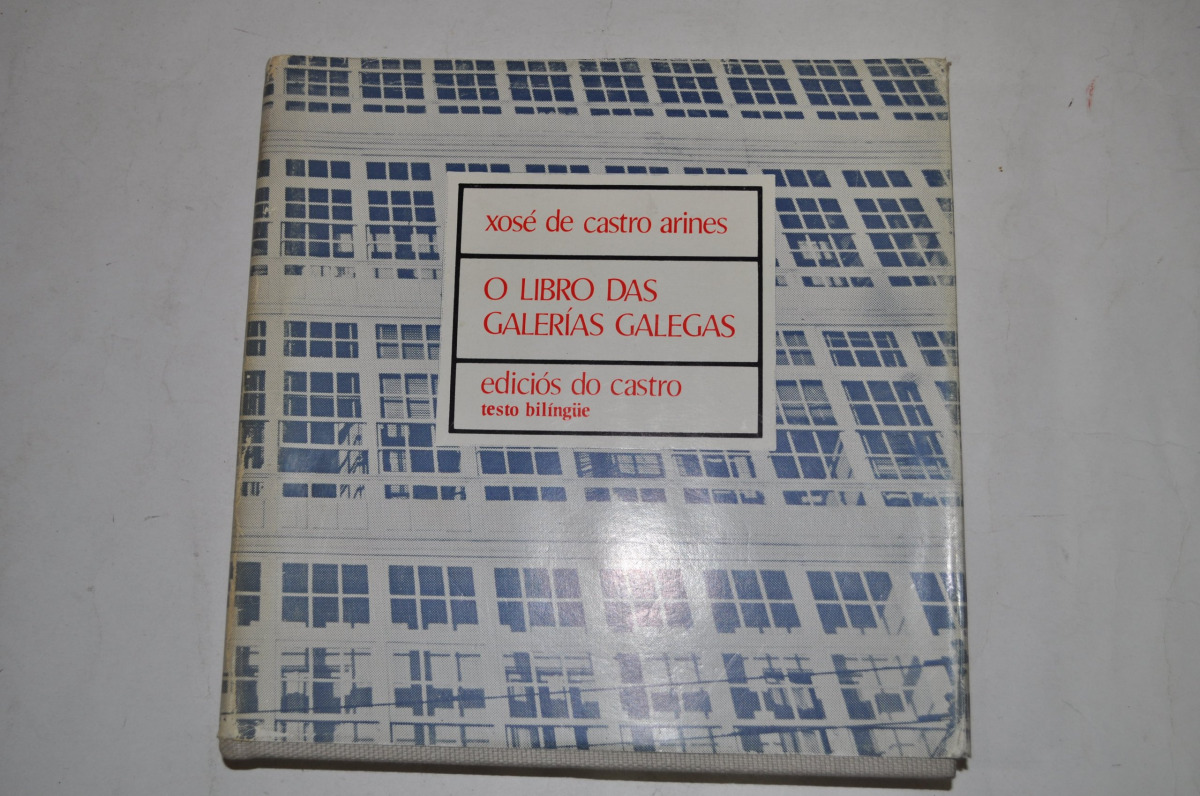 xosé de castro arines
O LIBRO DAS
GALERÍAS GALEGAS
ediciós do castro
testo bilíngüe